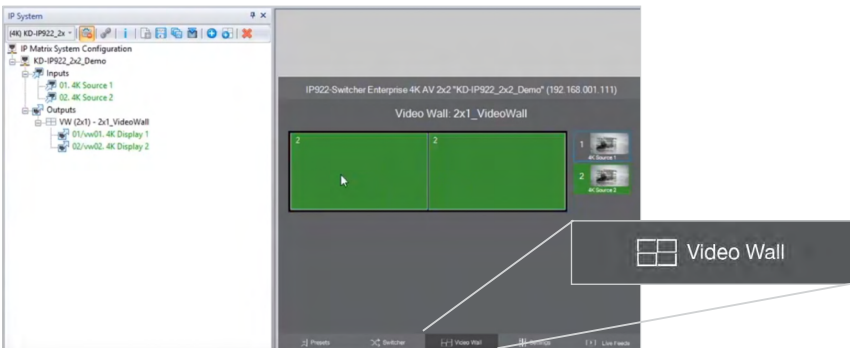 IP System
(4K) KD-IP922_2x
IP Matrix System Configuration
KD-IP922_2x2_Demo
Inputs
01. 4K Source 1
02. 4K Source 2
Outputs
VW (2x1) - 2x1_VideoWall
01/vw01. 4K Display 1
02/vw02. 4K Display 2
IP922-Switcher Enterprise 4K AV 2x2 "KD-IP922_2x2_Demo" (192.168.001.111)
Video Wall: 2x1_VideoWall
2 2
1
4K Source 1
2
4K Source 2
Video Wall
Presets Switcher Video Wall Settings Live Feeds